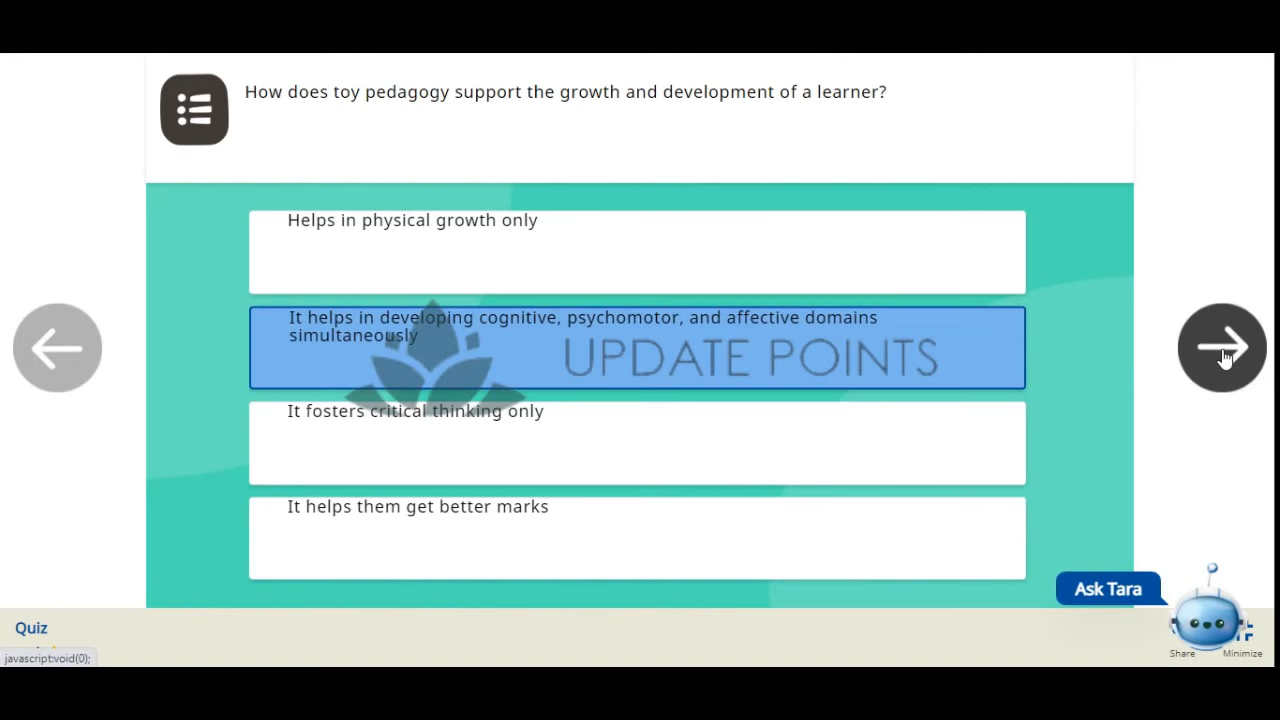 How does toy pedagogy support the growth and development of a learner?
Helps in physical growth only
It helps in developing cognitive, psychomotor, and affective domains
simultaneously
UPDATE POINTS
It fosters critical thinking only
It helps them get better marks
Ask Tara
Quiz
javascript:void(0);
Share
Minimize